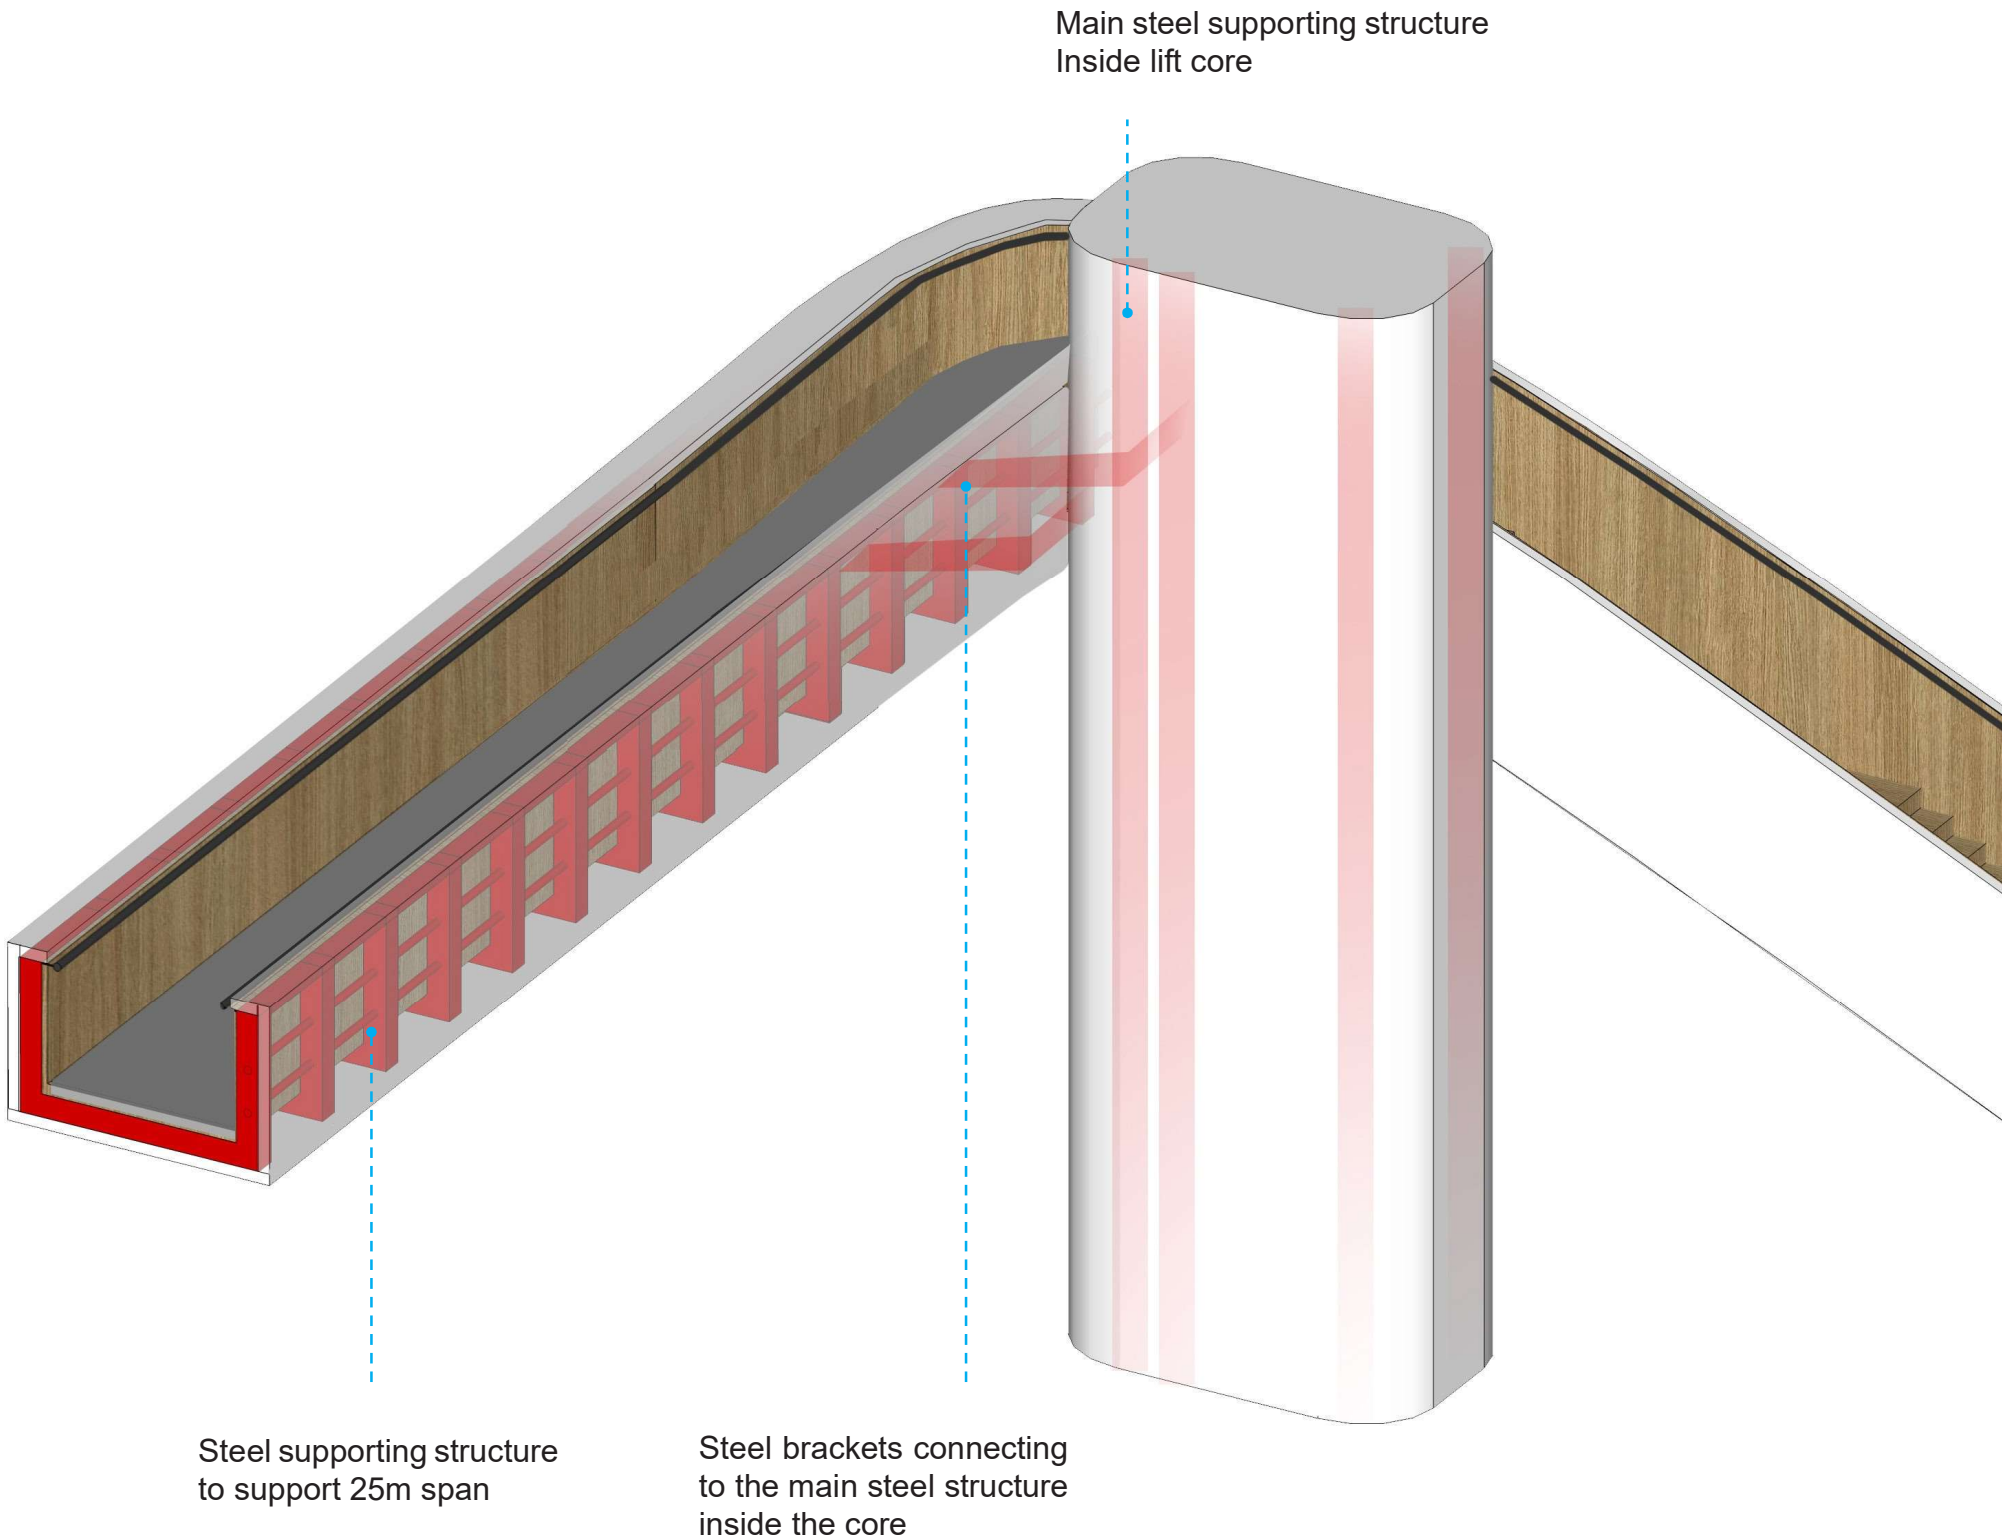 Main steel supporting structure
Inside lift core
Steel supporting structure
to support 25m span
Steel brackets connecting
to the main steel structure
inside the core